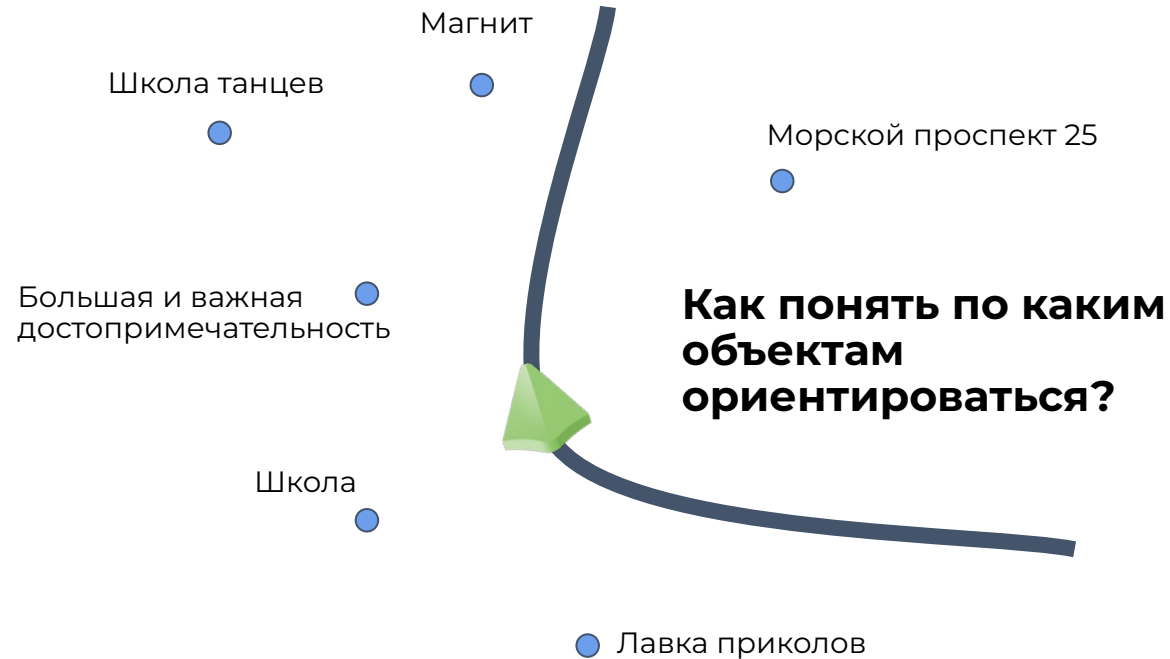 Магнит
Школа танцев
Морской проспект 25
Большая и важная
достопримечательность
Как понять по каким
объектам
ориентироваться?
Школа
Лавка приколов